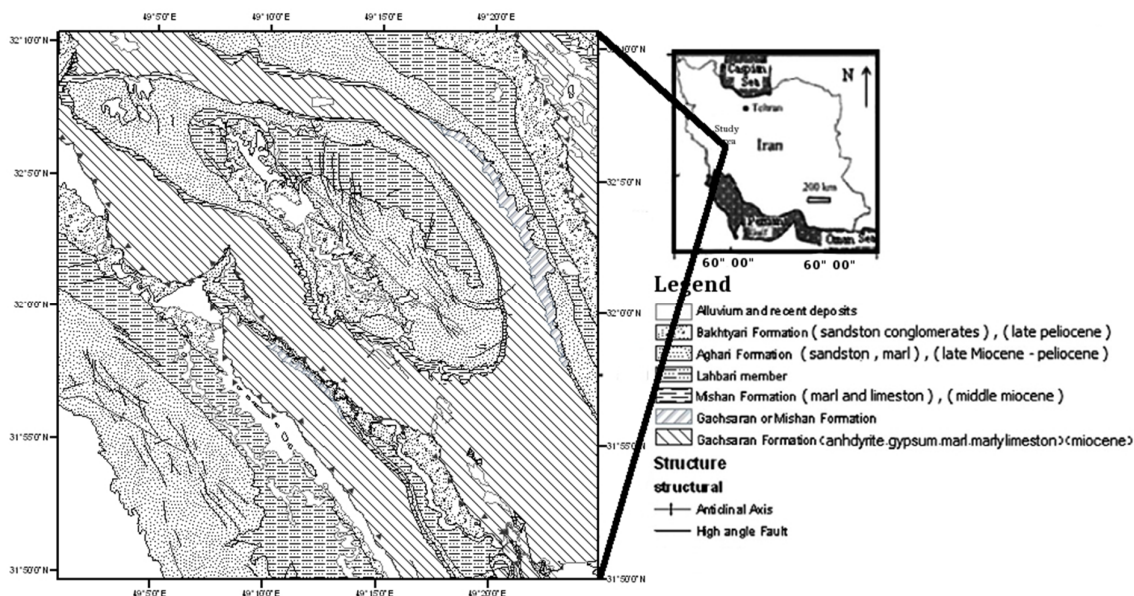 49°5'0"E 49°10'0"E 49°15'0"E 49°20'0"E
32°10'0"N
32°5'0"N
32°0'0"N
31°55'0"N
31°50'0"N
10'0"N
32°5'0"N
32°0'0"N
31°55'0"N
31°50'0"N
49°5'0"E 49°10'0"E 49°15'0"E 49°20'0"E
Caspian
Sea
N
Tehran
Study
Iran
200 km
Gulf
Oman Sea
60° 00" 60° 00"
Legend
Alluvium and recent deposits
Bakhtyari Formation (sandston conglomerates) , (late peliocene)
Aghari Formation (sandston , marl) , (late Miocene - peliocene)
Lahbari member
Mishan Formation (marl and limeston) , (middle miocene)
Gachsaran or Mishan Formation
Gachsaran Formation <anhdyrite.gypsum.marl.marlylimeston><miocene>
Structure
structural
Anticlinal Axis
High angle Fault